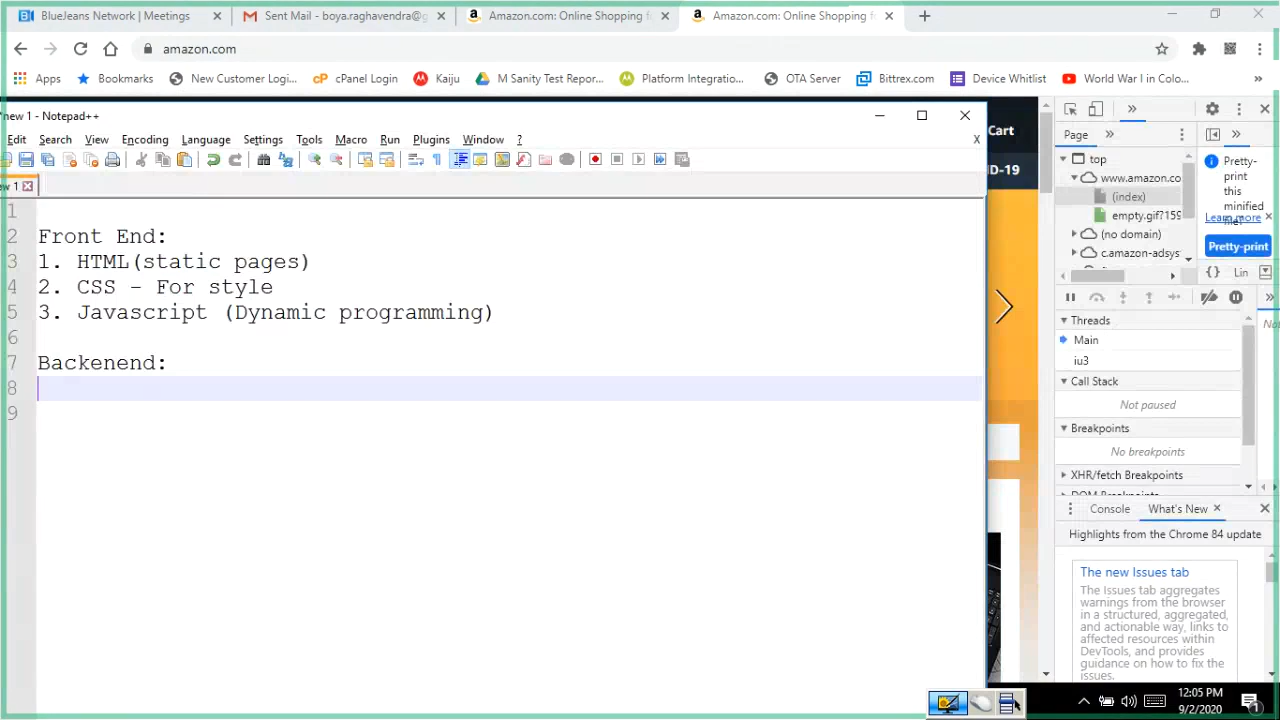 BlueJeans Network | Meetings
Sent Mail - boya.raghavendra@g
Amazon.com: Online Shopping f
Amazon.com: Online Shopping f
amazon.com
Apps
Bookmarks
New Customer Logi...
cP cPanel Login
Kaiju
M Sanity Test Repor...
Platform Integratio...
OTA Server
Bittrex.com
Device Whitlist
World War I in Colo...
»
new 1 - Notepad++
Edit Search View Encoding Language Settings Tools Macro Run Plugins Window ? X
ew 1
1
2 Front End:
3 1. HTML(static pages)
4 2. CSS - For style
5 3. Javascript (Dynamic programming)
6
7 Backenend:
8
9
Cart
D-19
Page »
top
www.amazon.co
(index)
empty.gif?159
(no domain)
c.amazon-adsys
Pretty-
print
this
minified
file?
Learn more
Pretty-print
{} Lin
Threads
Main
iu3
Call Stack
Not paused
Breakpoints
No breakpoints
XHR/fetch Breakpoints
DOM Breakpoints
Console What's New
Highlights from the Chrome 84 update
The new Issues tab
The Issues tab aggregates
warnings from the browser
in a structured, aggregated,
and actionable way, links to
affected resources within
DevTools, and provides
guidance on how to fix the
issues.
12:05 PM
9/2/2020
1